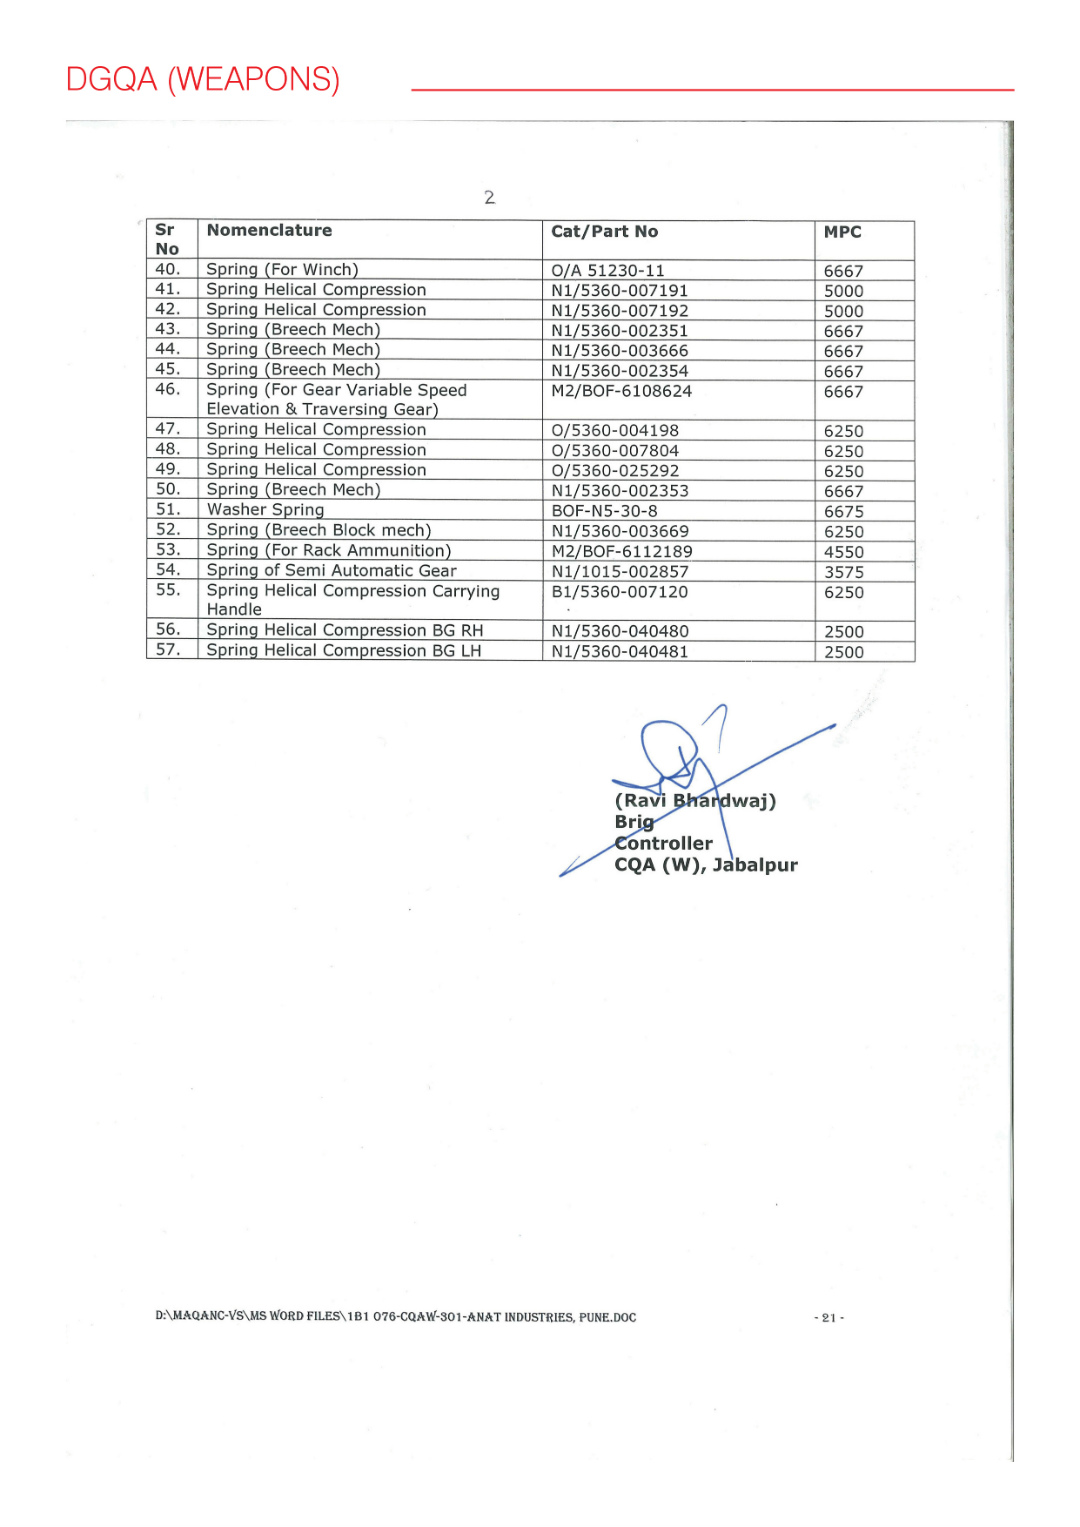 DGQA (WEAPONS)
2
Sr No Nomenclature Cat/Part No MPC
40. Spring (For Winch) O/A 51230-11 6667
41. Spring Helical Compression N1/5360-007191 5000
42. Spring Helical Compression N1/5360-007192 5000
43. Spring (Breech Mech) N1/5360-002351 6667
44. Spring (Breech Mech) N1/5360-003666 6667
45. Spring (Breech Mech) N1/5360-002354 6667
46. Spring (For Gear Variable Speed M2/BOF-6108624 6667
Elevation & Traversing Gear)
47. Spring Helical Compression O/5360-004198 6250
48. Spring Helical Compression O/5360-007804 6250
49. Spring Helical Compression O/5360-025292 6250
50. Spring (Breech Mech) N1/5360-002353 6667
51. Washer Spring BOF-N5-30-8 6675
52. Spring (Breech Block mech) N1/5360-003669 6250
53. Spring (For Rack Ammunition) M2/BOF-6112189 4550
54. Spring of Semi Automatic Gear N1/1015-002857 3575
55. Spring Helical Compression Carrying B1/5360-007120 6250
Handle
56. Spring Helical Compression BG RH N1/5360-040480 2500
57. Spring Helical Compression BG LH N1/5360-040481 2500
(Ravi Bhardwaj)
Brig
Controller
CQA (W), Jabalpur
D:\MAQANC-VS\MS WORD FILES\1B1 076-CQAW-301-ANAT INDUSTRIES, PUNE.DOC - 21 -